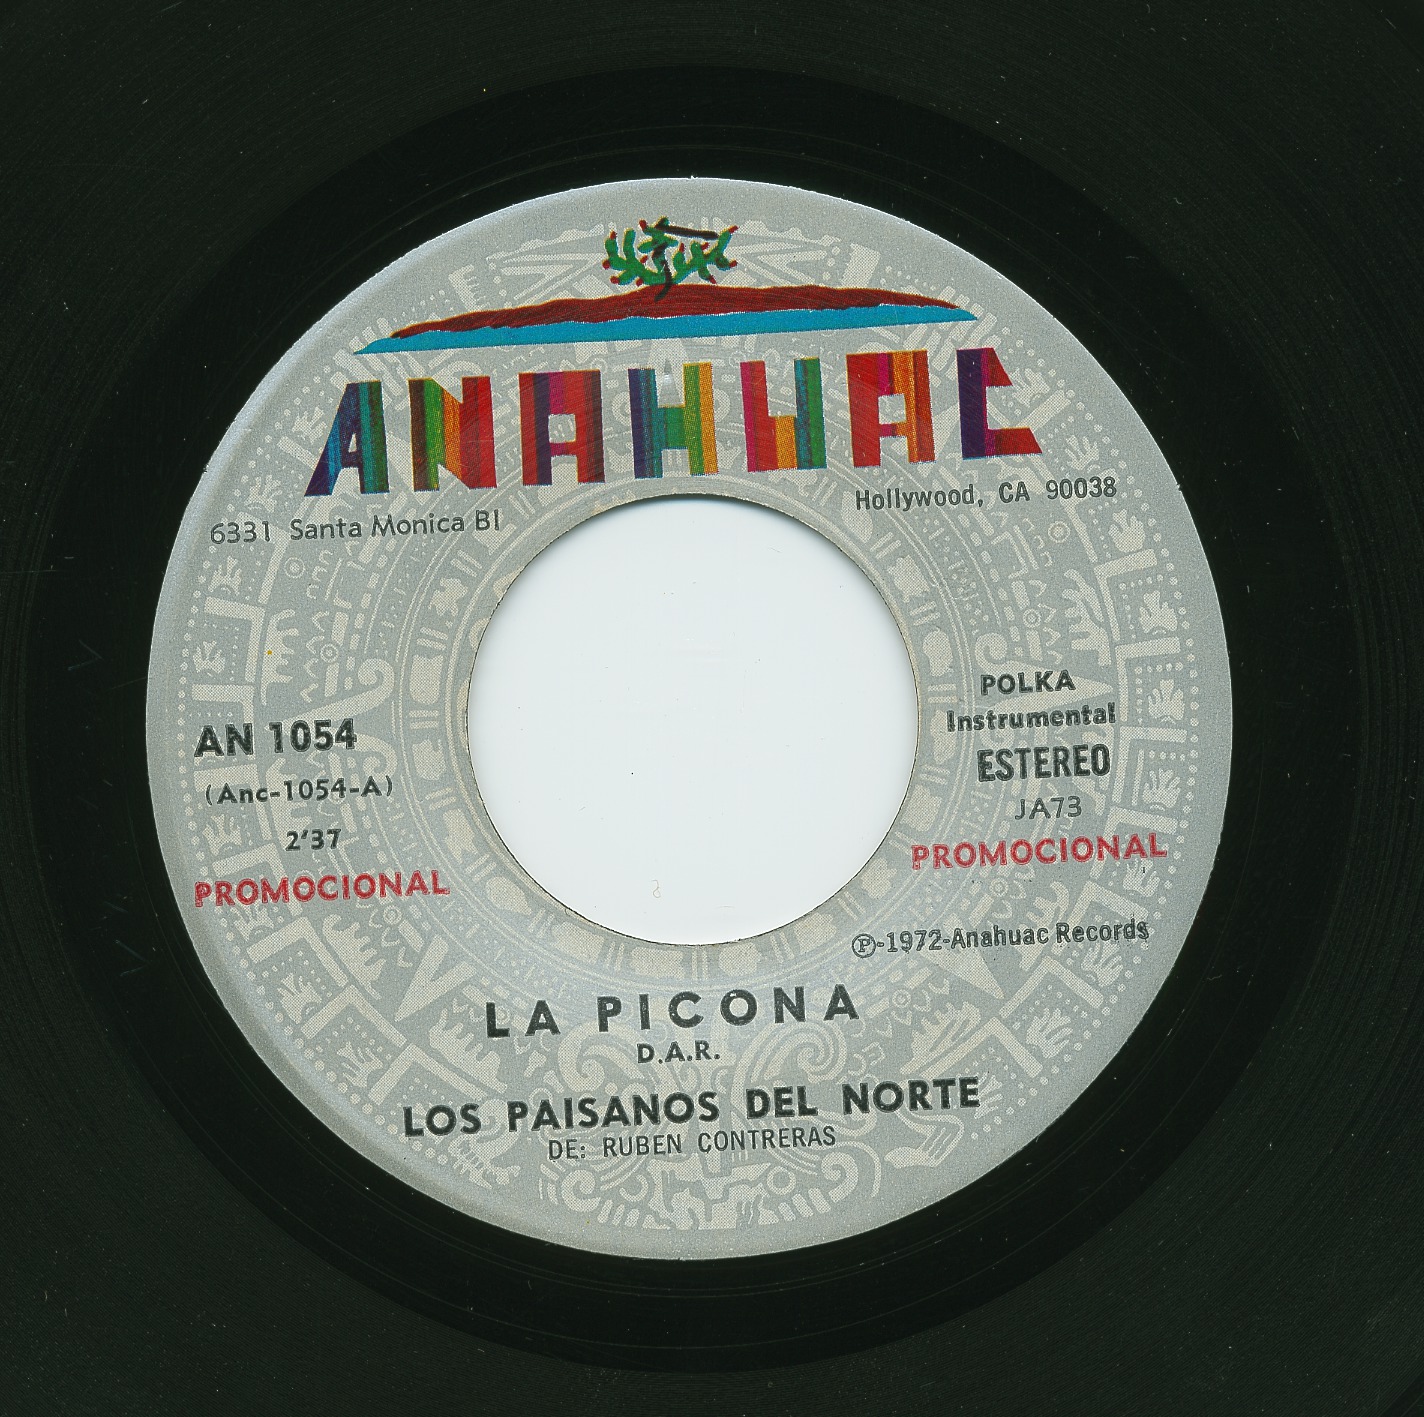 ANAHUAC
6331 Santa Monica Bl
Hollywood, CA 90038
AN 1054
(Anc-1054-A)
2'37
PROMOCIONAL
POLKA
Instrumental
ESTEREO
JA73
PROMOCIONAL
℗-1972-Anahuac Records
LA PICONA
D.A.R.
LOS PAISANOS DEL NORTE
DE: RUBEN CONTRERAS